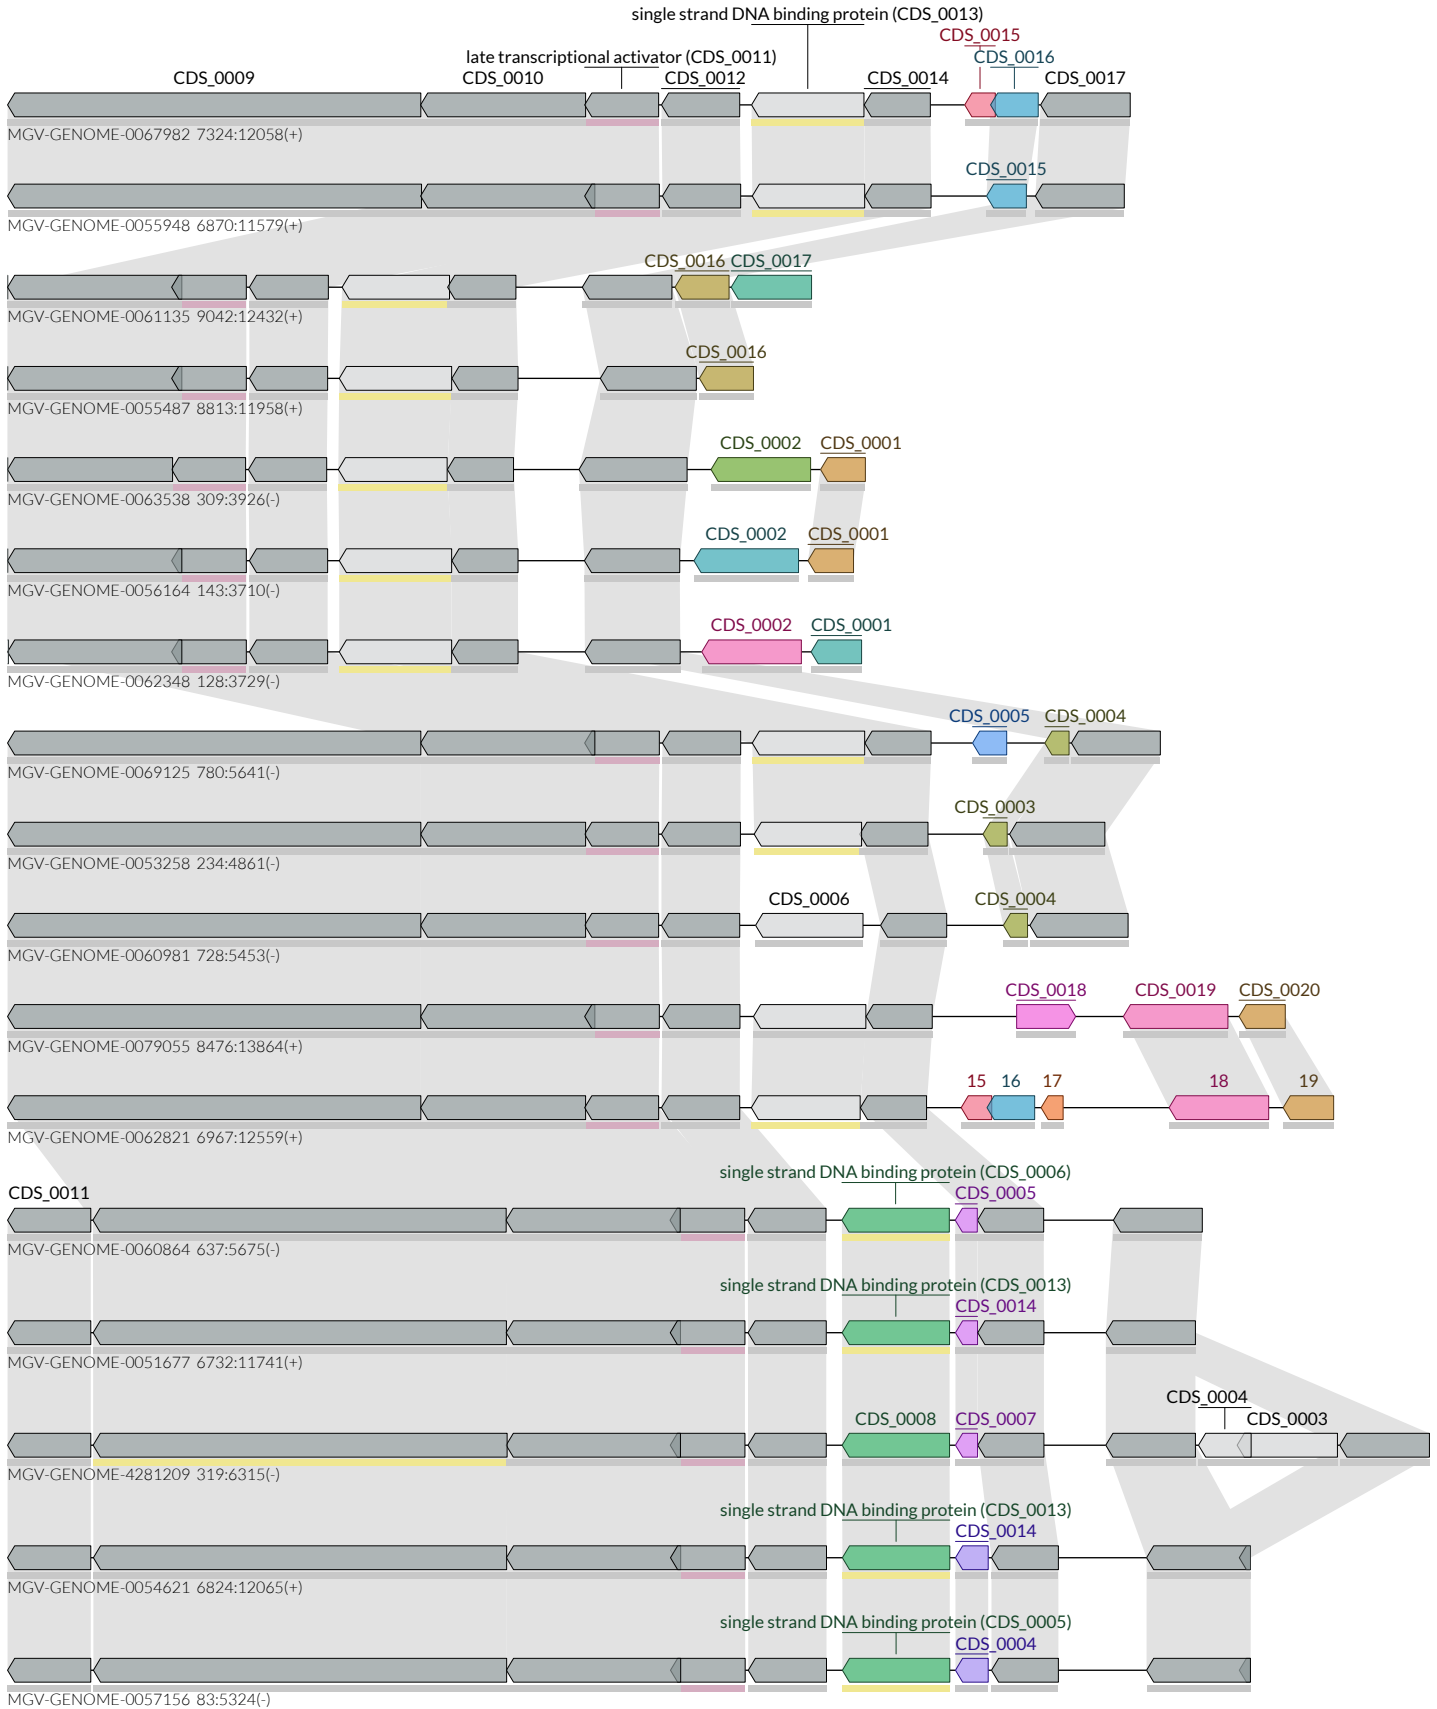 single strand DNA binding protein (CDS_0013)
CDS_0015
late transcriptional activator (CDS_0011) CDS_0016
CDS_0009 CDS_0010 CDS_0012 CDS_0014 CDS_0017
MGV-GENOME-0067982 7324:12058(+)
CDS_0015
MGV-GENOME-0055948 6870:11579(+)
CDS_0016 CDS_0017
MGV-GENOME-0061135 9042:12432(+)
CDS_0016
MGV-GENOME-0055487 8813:11958(+)
CDS_0002 CDS_0001
MGV-GENOME-0063538 309:3926(-)
CDS_0002 CDS_0001
MGV-GENOME-0056164 143:3710(-)
CDS_0002 CDS_0001
MGV-GENOME-0062348 128:3729(-)
CDS_0005 CDS_0004
MGV-GENOME-0069125 780:5641(-)
CDS_0003
MGV-GENOME-0053258 234:4861(-)
CDS_0006 CDS_0004
MGV-GENOME-0060981 728:5453(-)
CDS_0018 CDS_0019 CDS_0020
MGV-GENOME-0079055 8476:13864(+)
15 16 17 18 19
MGV-GENOME-0062821 6967:12559(+)
single strand DNA binding protein (CDS_0006)
CDS_0011 CDS_0005
MGV-GENOME-0060864 637:5675(-)
single strand DNA binding protein (CDS_0013)
CDS_0014
MGV-GENOME-0051677 6732:11741(+)
CDS_0004
CDS_0008 CDS_0007 CDS_0003
MGV-GENOME-4281209 319:6315(-)
single strand DNA binding protein (CDS_0013)
CDS_0014
MGV-GENOME-0054621 6824:12065(+)
single strand DNA binding protein (CDS_0005)
CDS_0004
MGV-GENOME-0057156 83:5324(-)